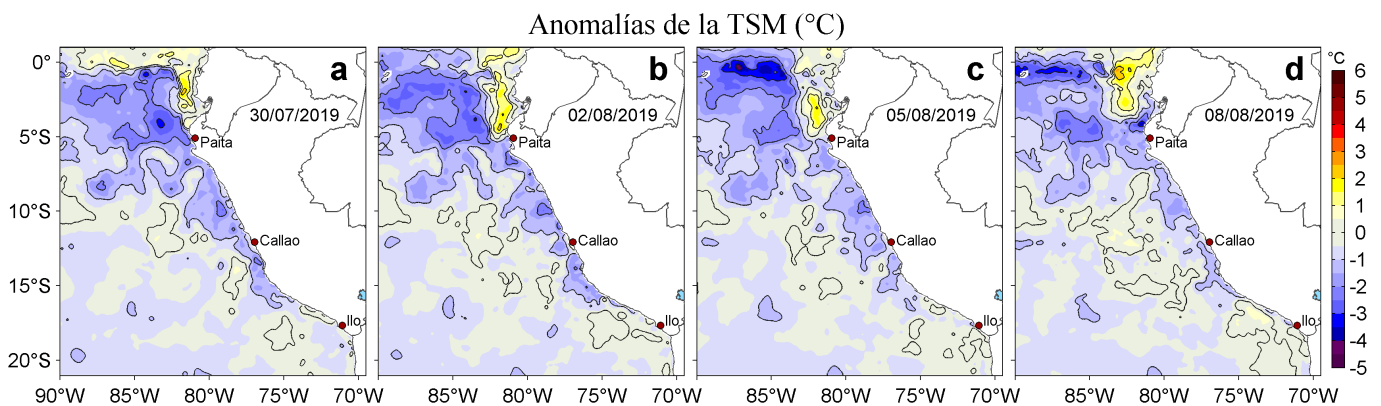 Anomalías de la TSM (°C)
0°
5°S
10°S
15°S
20°S
a
30/07/2019
Paita
Callao
Ilo
90°W 85°W 80°W 75°W 70°W
b
02/08/2019
Paita
Callao
Ilo
85°W 80°W 75°W 70°W
c
05/08/2019
Paita
Callao
Ilo
85°W 80°W 75°W 70°W
d
08/08/2019
Paita
Callao
Ilo
85°W 80°W 75°W 70°W
°C
6
5
4
3
2
1
0
-1
-2
-3
-4
-5